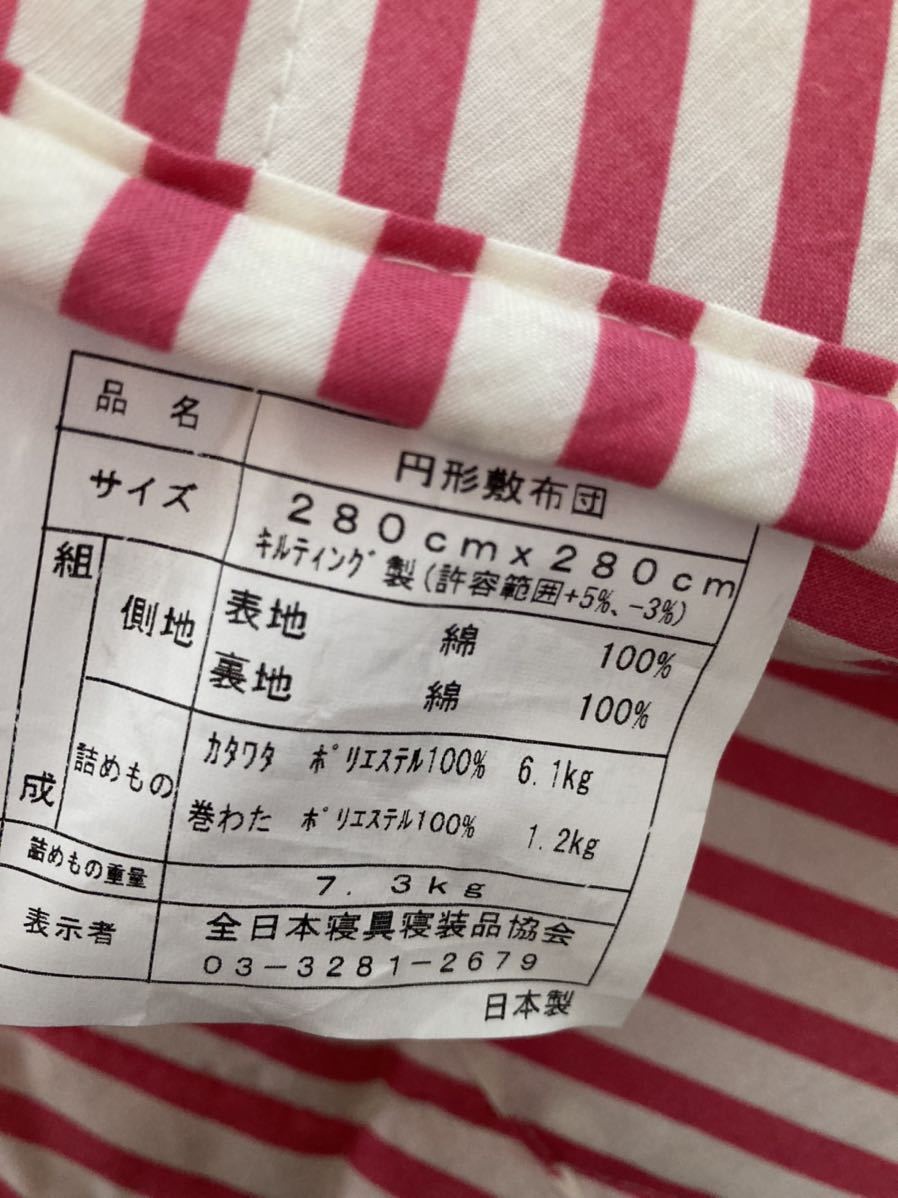 品 名 円形敷布団
サイズ 280cm×280cm
キルティング製(許容範囲+5%、-3%)
組成 側地 表地 綿 100%
裏地 綿 100%
詰めもの カタワタ ポリエステル100% 6.1kg
巻わた ポリエステル100% 1.2kg
詰めもの重量 7.3kg
表示者 全日本寝具寝装品協会
03-3281-2679
日本製